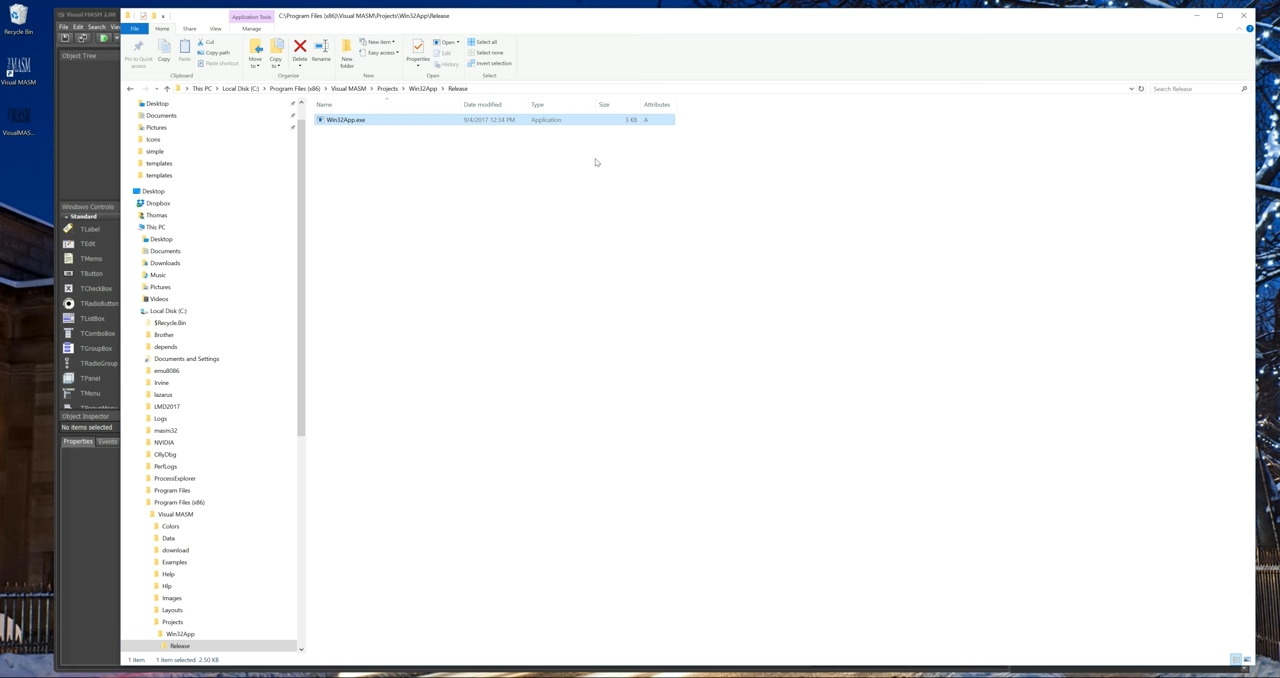 Recycle Bin
Visual MASM
VisualMAS...
Visual MASM 2.00
File Edit Search
Object Tree
Windows Controls
Standard
TLabel
TEdit
TMemo
TButton
TCheckBox
TRadioButton
TListBox
TComboBox
TGroupBox
TRadioGroup
TPanel
TMenu
Object Inspector
No items selected
Properties Events
Application Tools
C:\Program Files (x86)\Visual MASM\Projects\Win32App\Release
File Home Share View Manage
Pin to Quick access
Copy
Paste
Cut
Copy path
Paste shortcut
Clipboard
Move to
Copy to
Delete
Rename
Organize
New folder
New item
Easy access
New
Properties
Open
Edit
History
Open
Select all
Select none
Invert selection
Select
This PC > Local Disk (C:) > Program Files (x86) > Visual MASM > Projects > Win32App > Release
Search Release
Desktop
Documents
Pictures
Icons
simple
templates
templates
Desktop
Dropbox
Thomas
This PC
Desktop
Documents
Downloads
Music
Pictures
Videos
Local Disk (C:)
$Recycle.Bin
Brother
depends
Documents and Settings
emu8086
Irvine
lazarus
LMD2017
Logs
masm32
NVIDIA
OllyDbg
PerfLogs
ProcessExplorer
Program Files
Program Files (x86)
Visual MASM
Colors
Data
download
Examples
Help
Hlp
Images
Layouts
Projects
Win32App
Release
Name Date modified Type Size Attributes
Win32App.exe 9/4/2017 12:34 PM Application 3 KB A
1 item 1 item selected 2.50 KB